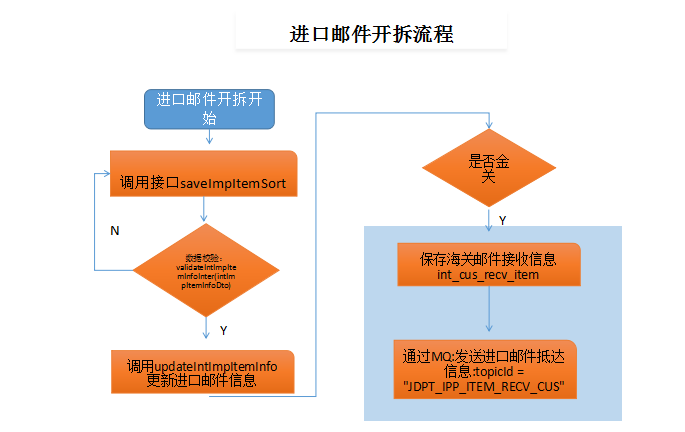 进口邮件开拆流程
进口邮件开拆开
始
调用接口saveImpItemSort
N
数据校验：
validateIntImpIte
mInfoInter(intIm
pItemInfoDto)
Y
调用updateIntImpItemInfo
更新进口邮件信息
是否金
关
Y
保存海关邮件接收信息
int_cus_recv_item
通过MQ:发送进口邮件抵达
信息:topicId =
"JDPT_IPP_ITEM_RECV_CUS"